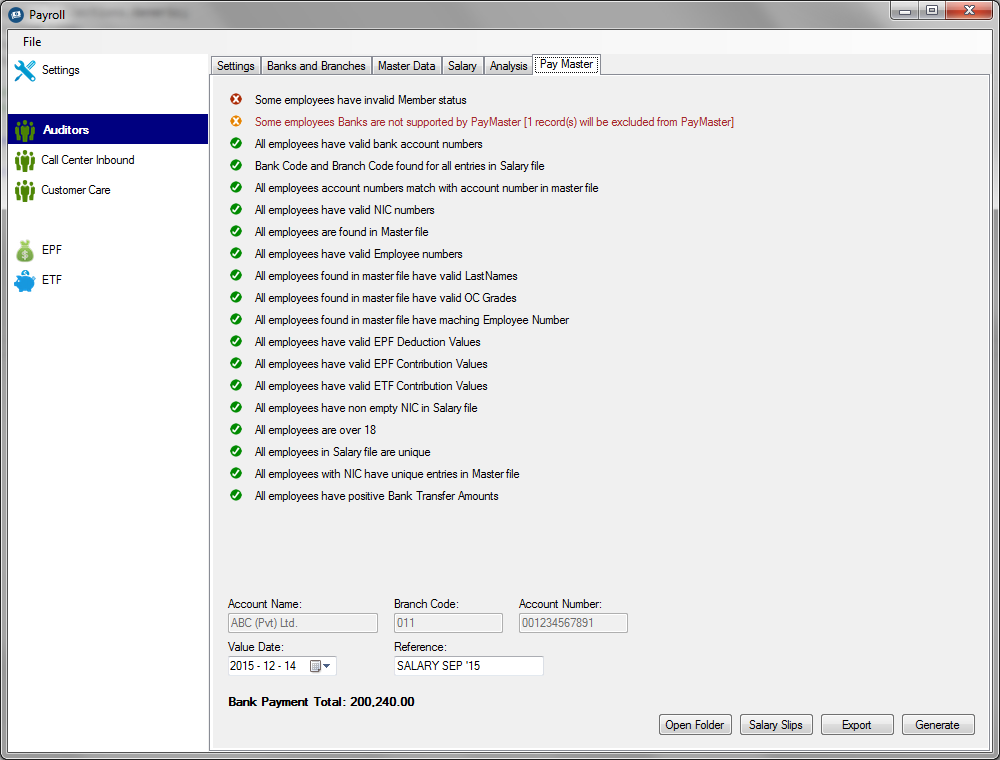 Payroll
File
Settings
Auditors
Call Center Inbound
Customer Care
EPF
ETF
Settings Banks and Branches Master Data Salary Analysis Pay Master
Some employees have invalid Member status
Some employees Banks are not supported by PayMaster [1 record(s) will be excluded from PayMaster]
All employees have valid bank account numbers
Bank Code and Branch Code found for all entries in Salary file
All employees account numbers match with account number in master file
All employees have valid NIC numbers
All employees are found in Master file
All employees have valid Employee numbers
All employees found in master file have valid LastNames
All employees found in master file have valid OC Grades
All employees found in master file have maching Employee Number
All employees have valid EPF Deduction Values
All employees have valid EPF Contribution Values
All employees have valid ETF Contribution Values
All employees have non empty NIC in Salary file
All employees are over 18
All employees in Salary file are unique
All employees with NIC have unique entries in Master file
All employees have positive Bank Transfer Amounts
Account Name: Branch Code: Account Number:
ABC (Pvt) Ltd. 011 001234567891
Value Date: Reference:
2015 - 12 - 14 SALARY SEP '15
Bank Payment Total: 200,240.00
Open Folder Salary Slips Export Generate